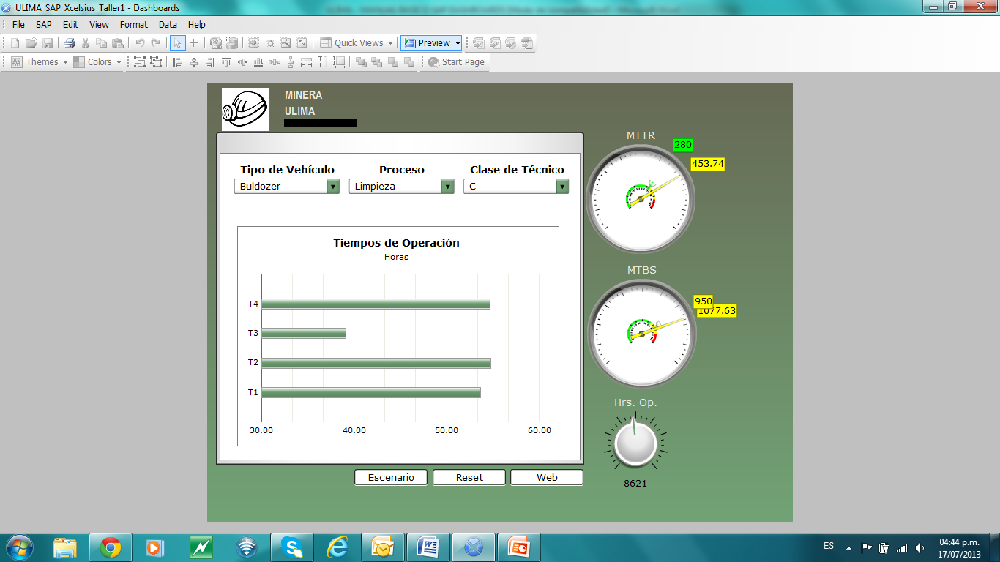 ULIMA_SAP_Xcelsius_Taller1 - Dashboards
File SAP Edit View Format Data Help
Quick Views Preview
Themes Colors Start Page
MINERA
ULIMA
Tipo de Vehículo Proceso Clase de Técnico
Buldozer Limpieza C
Tiempos de Operación
Horas
T4
T3
T2
T1
30.00 40.00 50.00 60.00
Escenario Reset Web
MTTR
280
453.74
MTBS
950
1077.63
Hrs. Op.
8621
ES
04:44 p.m.
17/07/2013